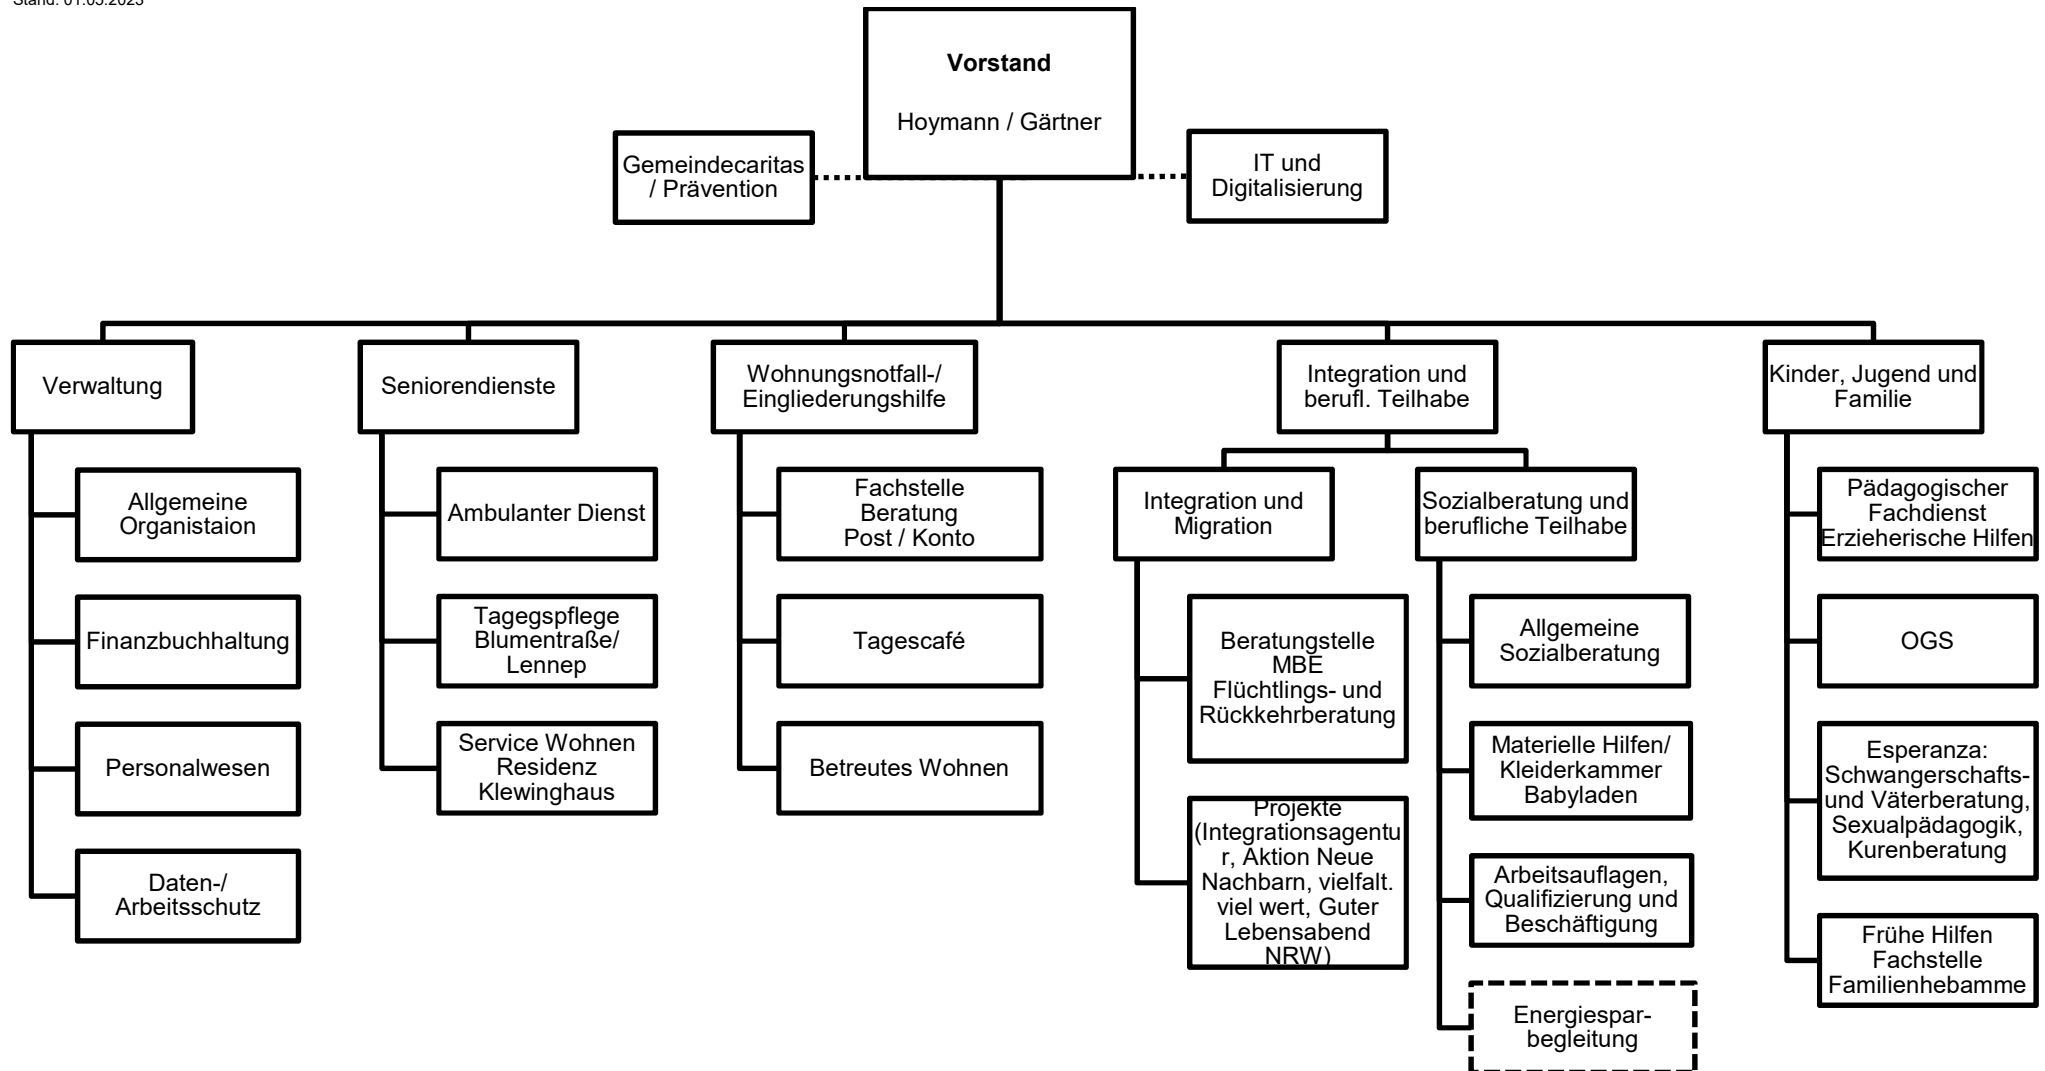 Stand: 01.05.2023
Vorstand
Hoymann / Gärtner
Gemeindecaritas
/ Prävention
IT und
Digitalisierung
Verwaltung
Allgemeine
Organistaion
Finanzbuchhaltung
Personalwesen
Daten-/
Arbeitsschutz
Seniorendienste
Ambulanter Dienst
Tagegspflege
Blumentraße/
Lennep
Service Wohnen
Residenz
Klewinghaus
Wohnungsnotfall-/
Eingliederungshilfe
Fachstelle
Beratung
Post / Konto
Tagescafé
Betreutes Wohnen
Integration und
berufl. Teilhabe
Integration und
Migration
Beratungstelle
MBE
Flüchtlings- und
Rückkehrberatung
Projekte
(Integrationsagentu
r, Aktion Neue
Nachbarn, vielfalt.
viel wert, Guter
Lebensabend
NRW)
Sozialberatung und
berufliche Teilhabe
Allgemeine
Sozialberatung
Materielle Hilfen/
Kleiderkammer
Babyladen
Arbeitsauflagen,
Qualifizierung und
Beschäftigung
Energiespar-
begleitung
Kinder, Jugend und
Familie
Pädagogischer
Fachdienst
Erzieherische Hilfen
OGS
Esperanza:
Schwangerschafts-
und Väterberatung,
Sexualpädagogik,
Kurenberatung
Frühe Hilfen
Fachstelle
Familienhebamme